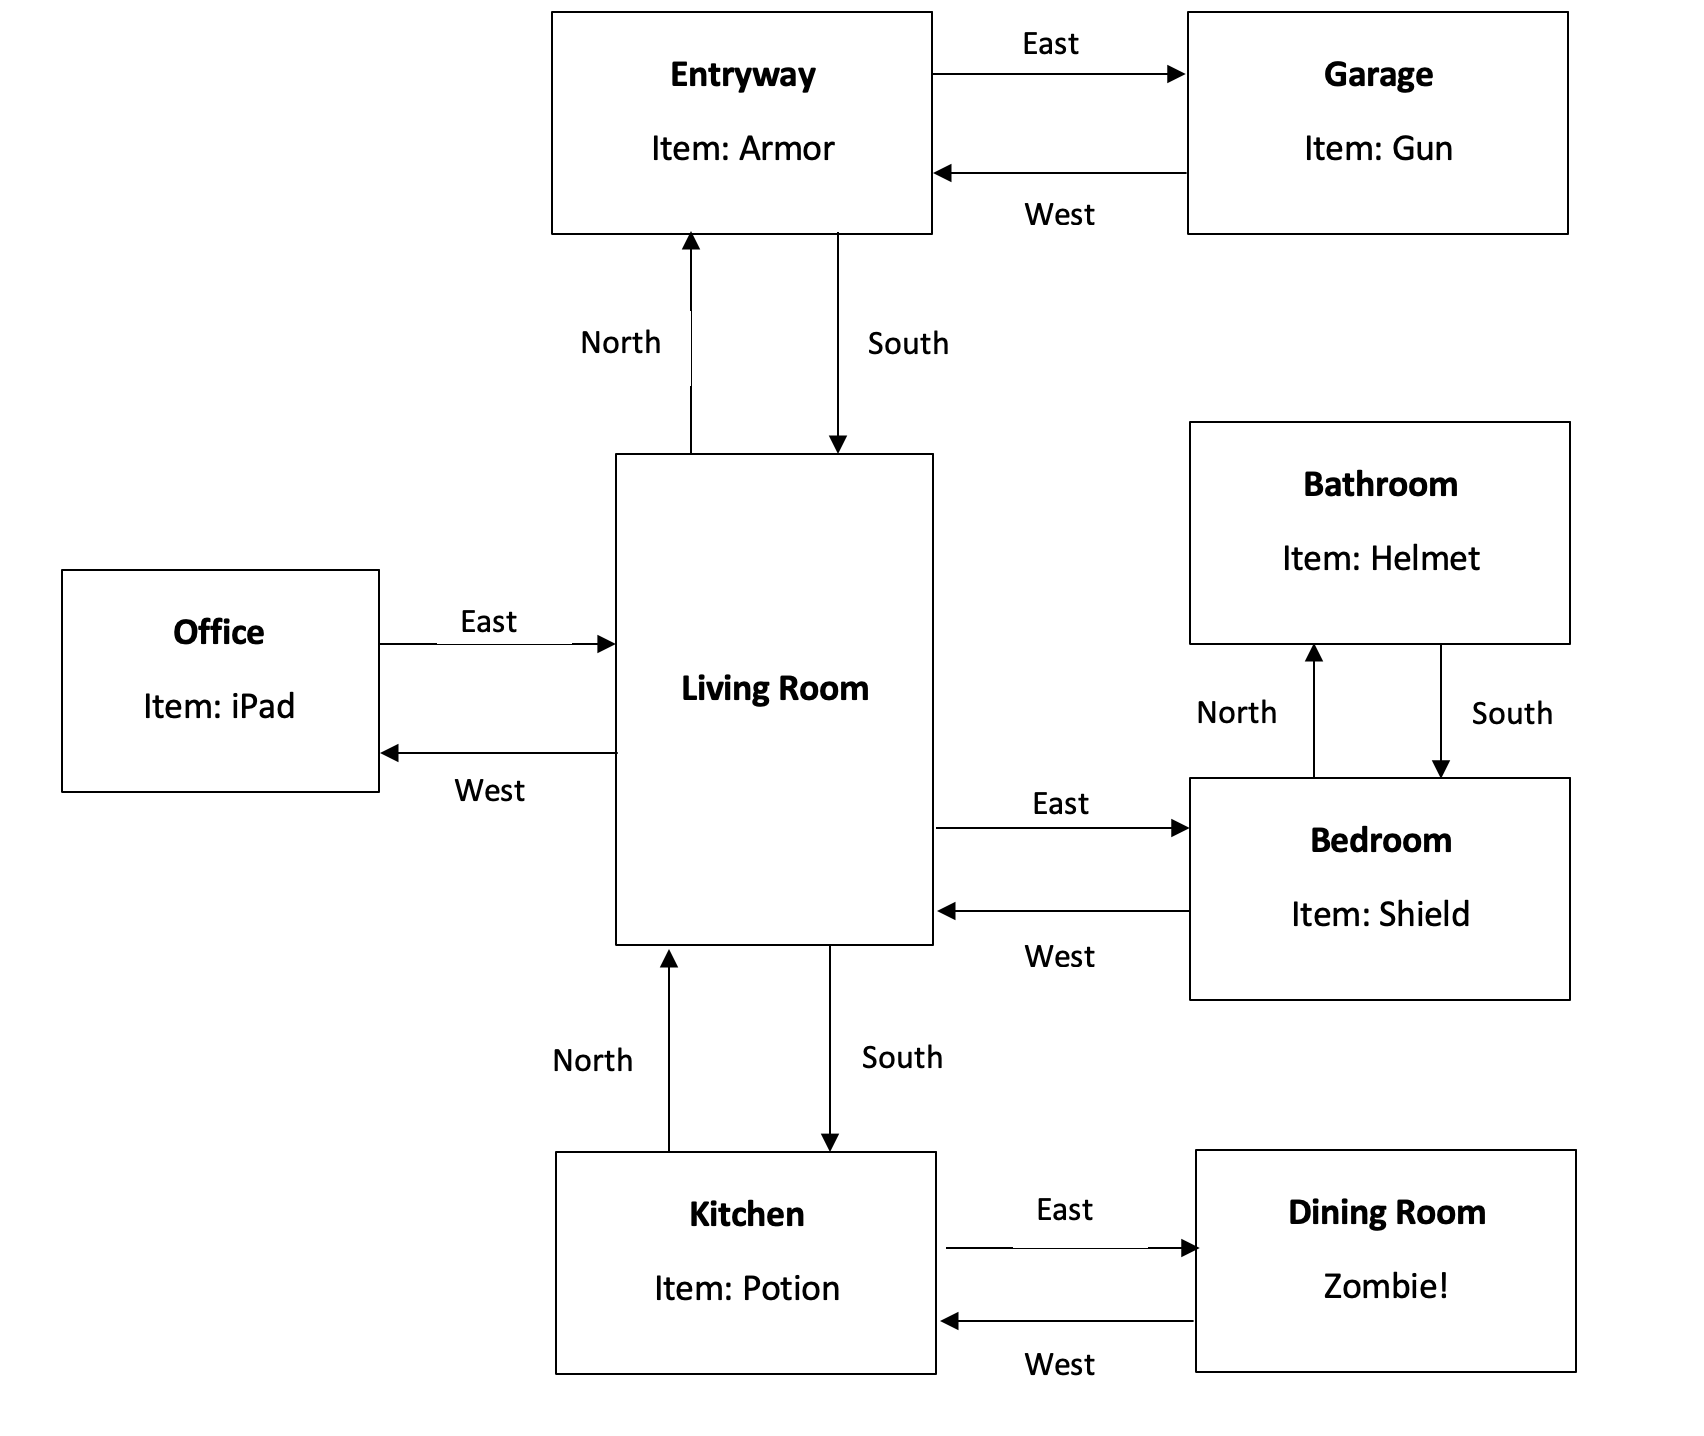 Entryway
Item: Armor
East
West
Garage
Item: Gun
North
South
Office
Item: iPad
East
West
Living Room
Bathroom
Item: Helmet
North
South
East
West
Bedroom
Item: Shield
North
South
Kitchen
Item: Potion
East
West
Dining Room
Zombie!